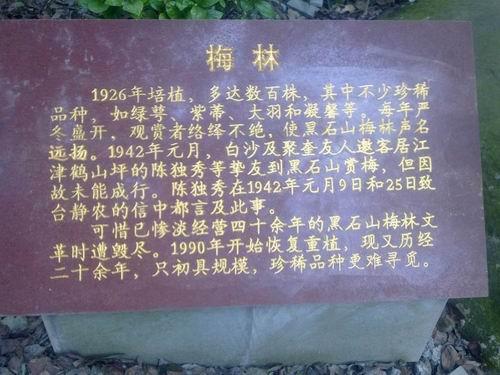 梅林
1926年培植，多达数百株，其中不少珍稀
品种，如绿萼、紫蒂、大羽和凝馨等。每年严
冬盛开，观赏者络绎不绝，使黑石山梅林声名
远扬。1942年元月，白沙及聚奎友人邀客居江
津鹤山坪的陈独秀等挚友到黑石山赏梅，但因
故未能成行。陈独秀在1942年元月9日和25日致
台静农的信中都言及此事。
可惜已惨淡经营四十余年的黑石山梅林文
革时遭毁尽。1990年开始恢复重植，现又历经
二十余年，只初具规模，珍稀品种更难寻觅。